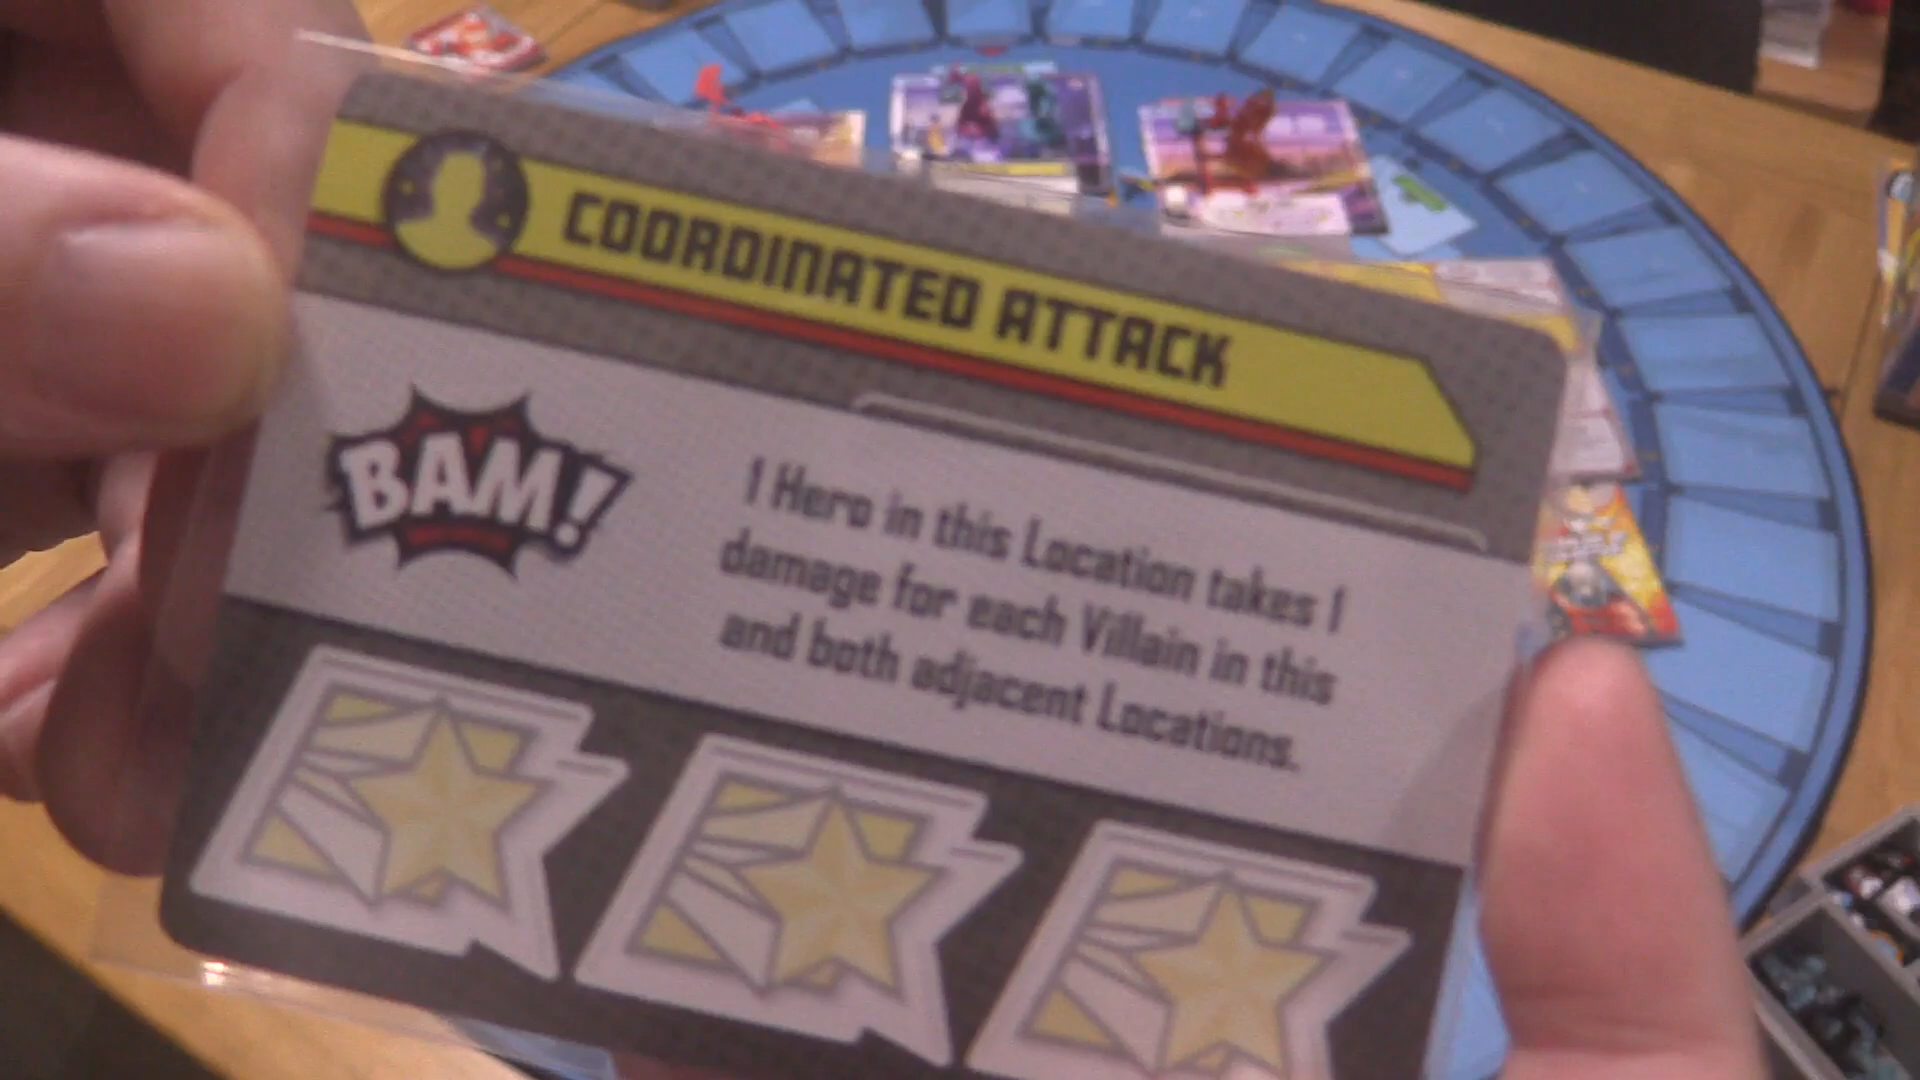 COORDINATED ATTACK
BAM!
1 Hero in this Location takes 1
damage for each Villain in this
and both adjacent Locations.